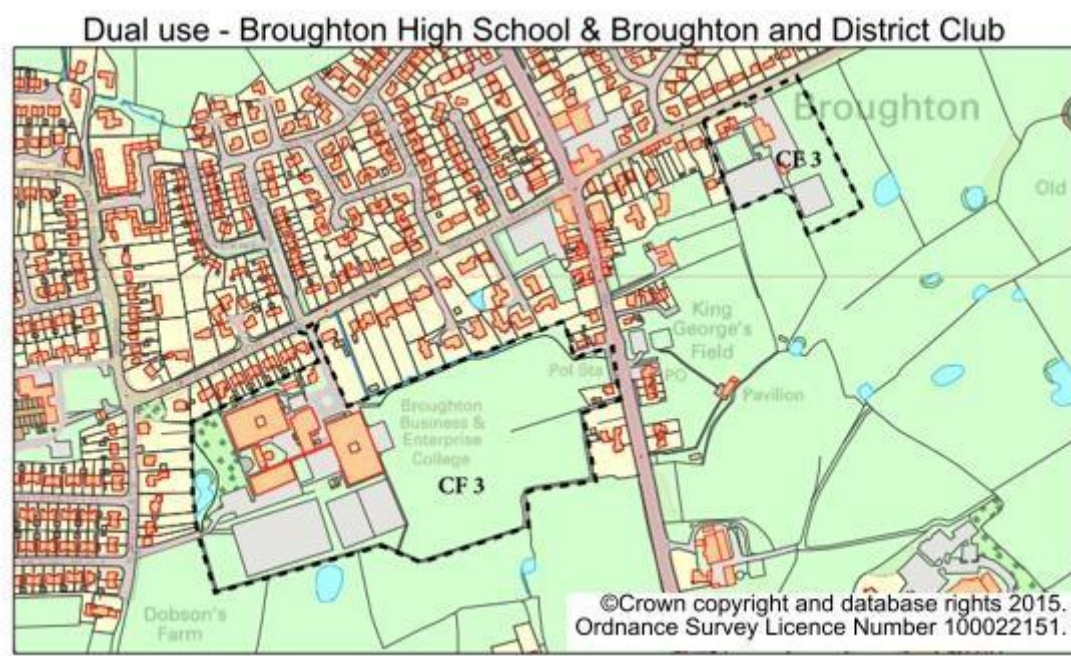 Dual use - Broughton High School & Broughton and District Club
Broughton
CF 3
Old
King
George's
Field
Pol Sta
PO
Pavilion
Broughton
Business &
Enterprise
College
CF 3
Dobson's
Farm
©Crown copyright and database rights 2015.
Ordnance Survey Licence Number 100022151.